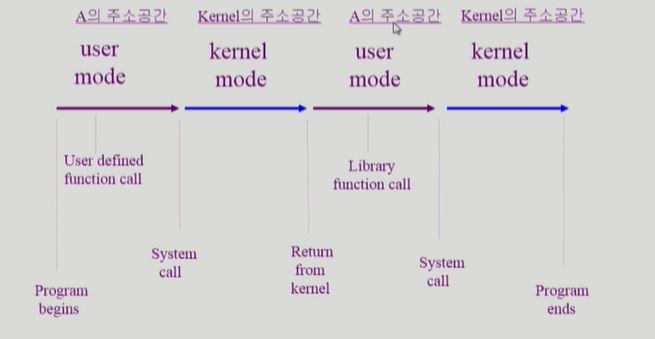 A의 주소공간 Kernel의 주소공간 A의 주소공간 Kernel의 주소공간
user kernel user kernel
mode mode mode mode
User defined
function call
Library
function call
System
call
Return
from
kernel
System
call
Program
begins
Program
ends